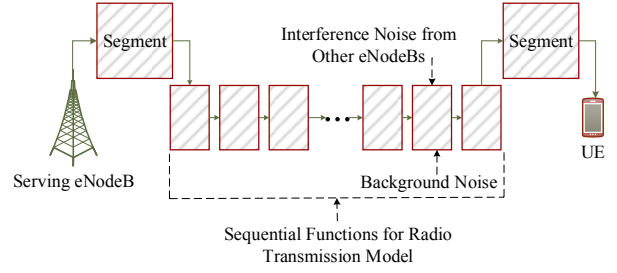 Segment
Interference Noise from
Other eNodeBs
Segment
Serving eNodeB
Background Noise
UE
Sequential Functions for Radio
Transmission Model